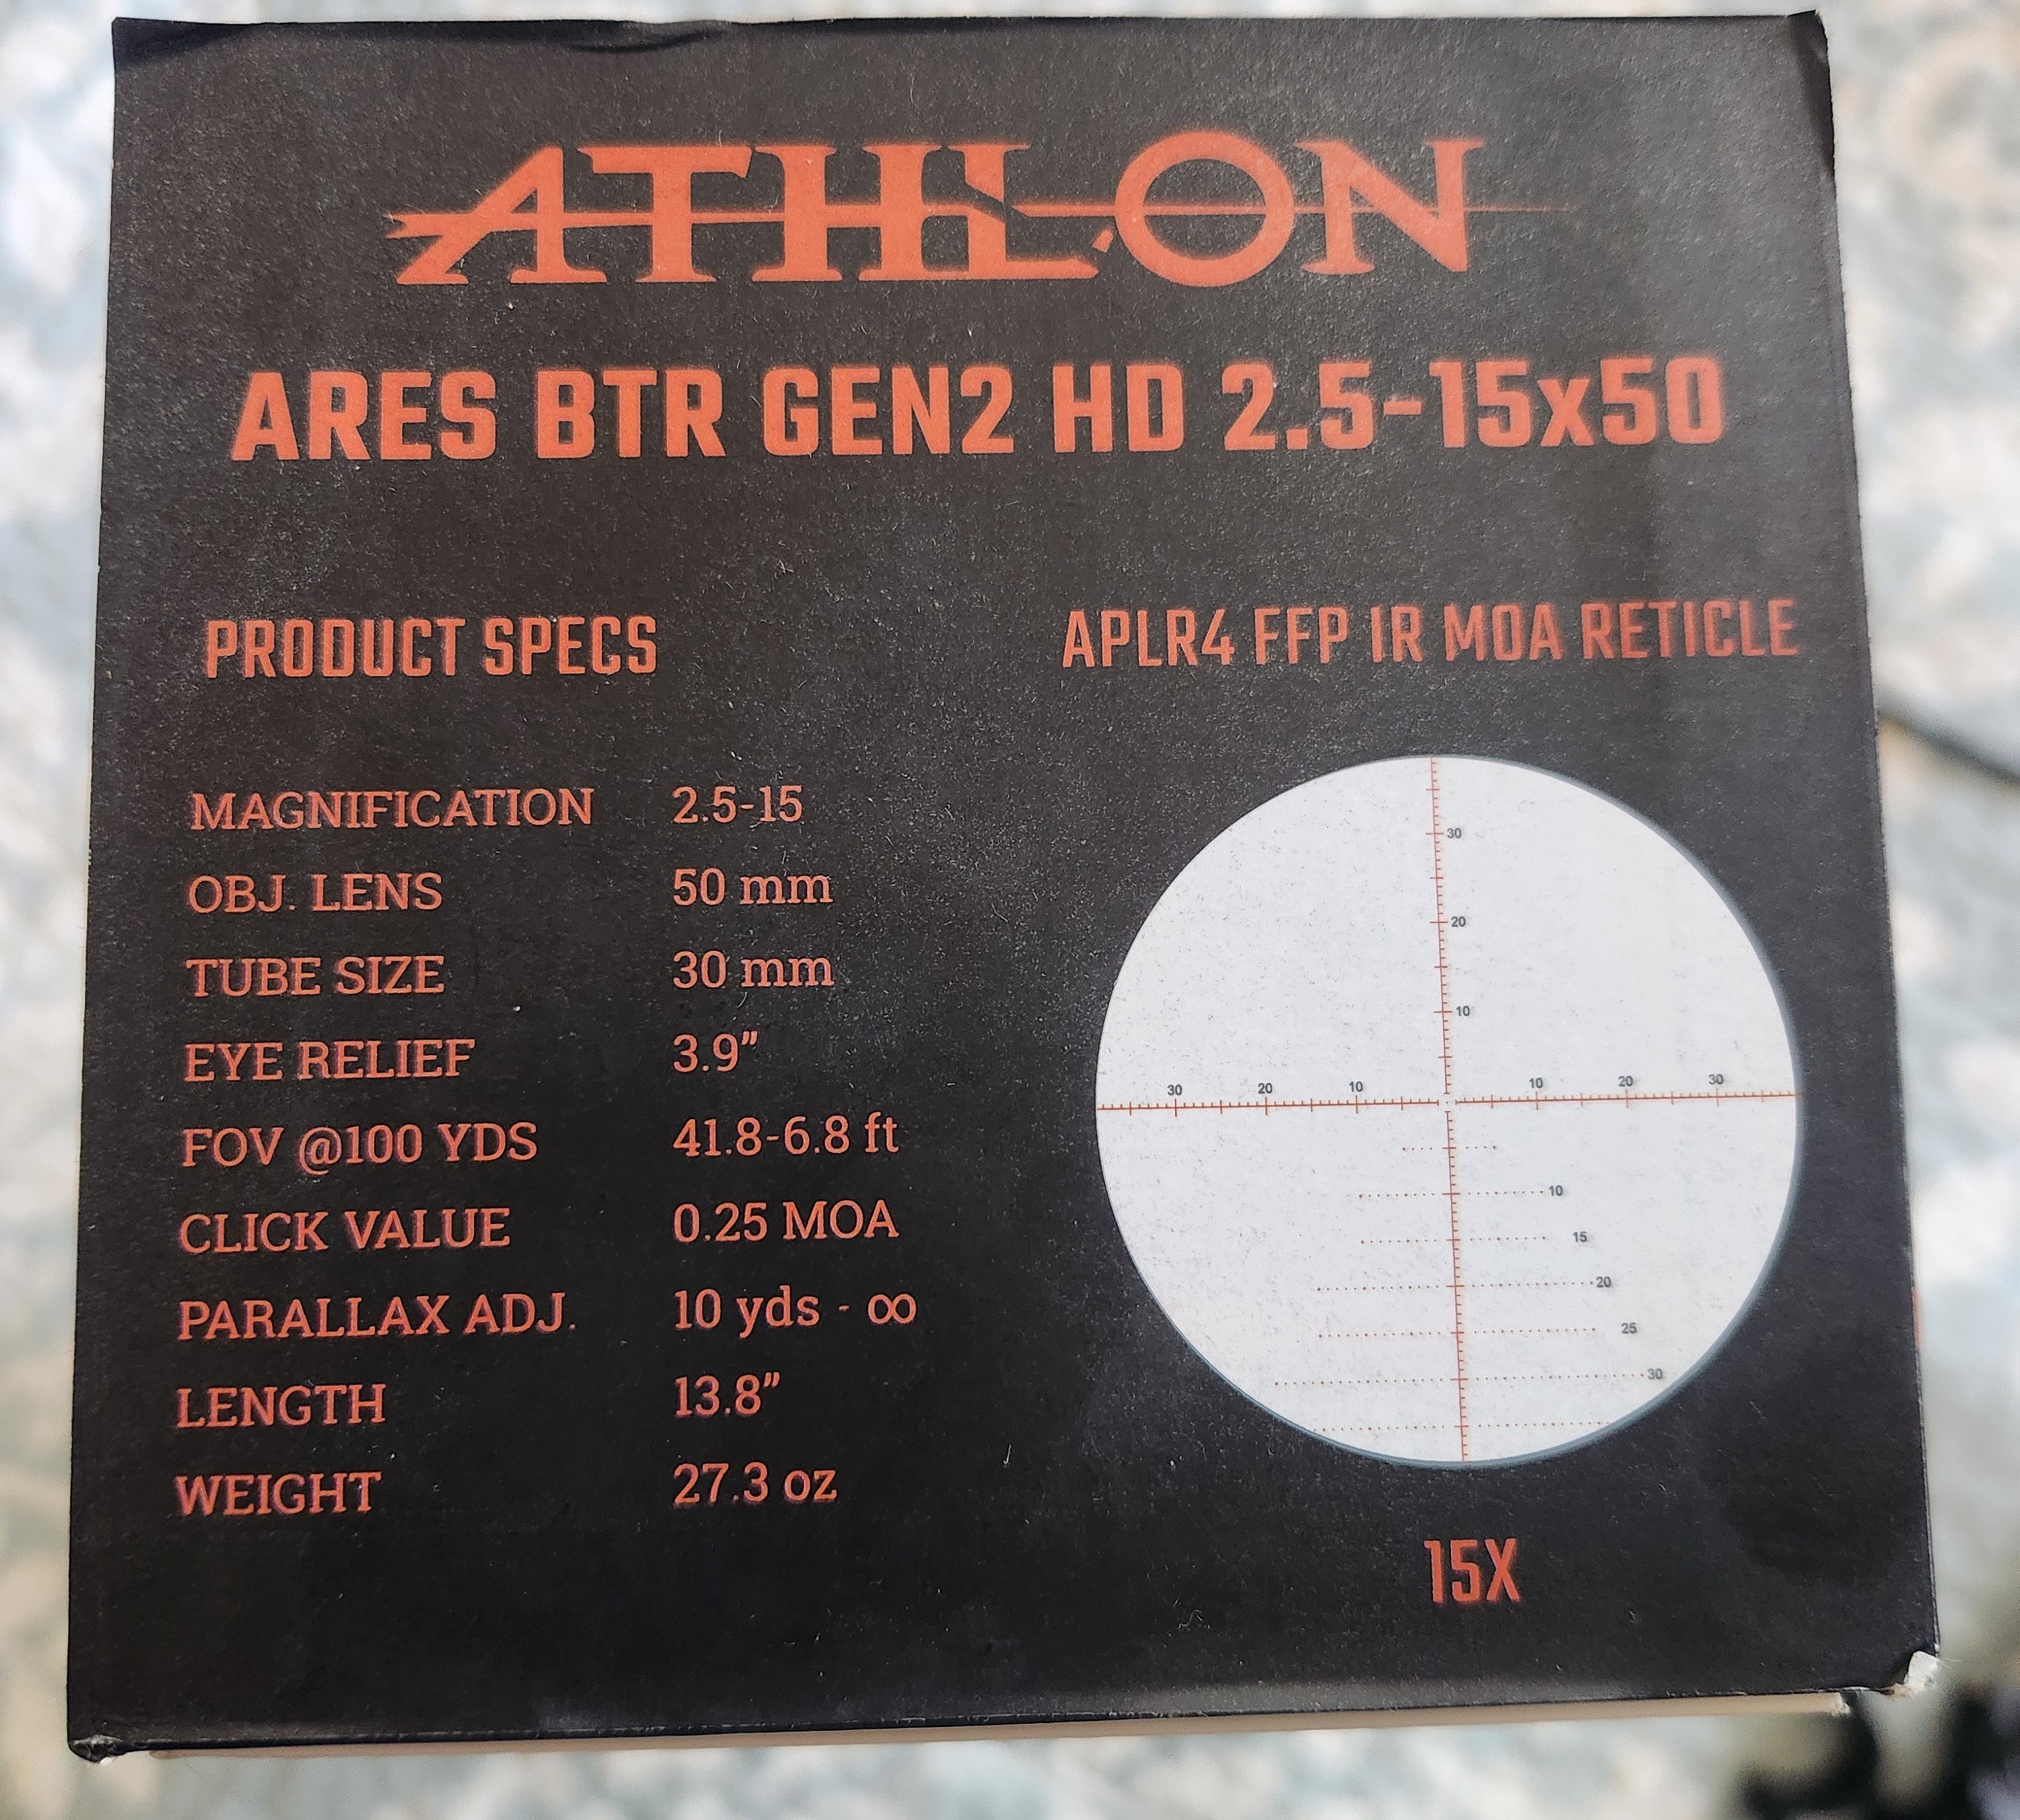 ATHLON
ARES BTR GEN2 HD 2.5-15x50
PRODUCT SPECS
MAGNIFICATION 2.5-15
OBJ. LENS 50 mm
TUBE SIZE 30 mm
EYE RELIEF 3.9"
FOV @100 YDS 41.8-6.8 ft
CLICK VALUE 0.25 MOA
PARALLAX ADJ. 10 yds - ∞
LENGTH 13.8"
WEIGHT 27.3 oz
APLR4 FFP IR MOA RETICLE
30
20
10
30 20 10 10 20 30
10
15
20
25
30
15X